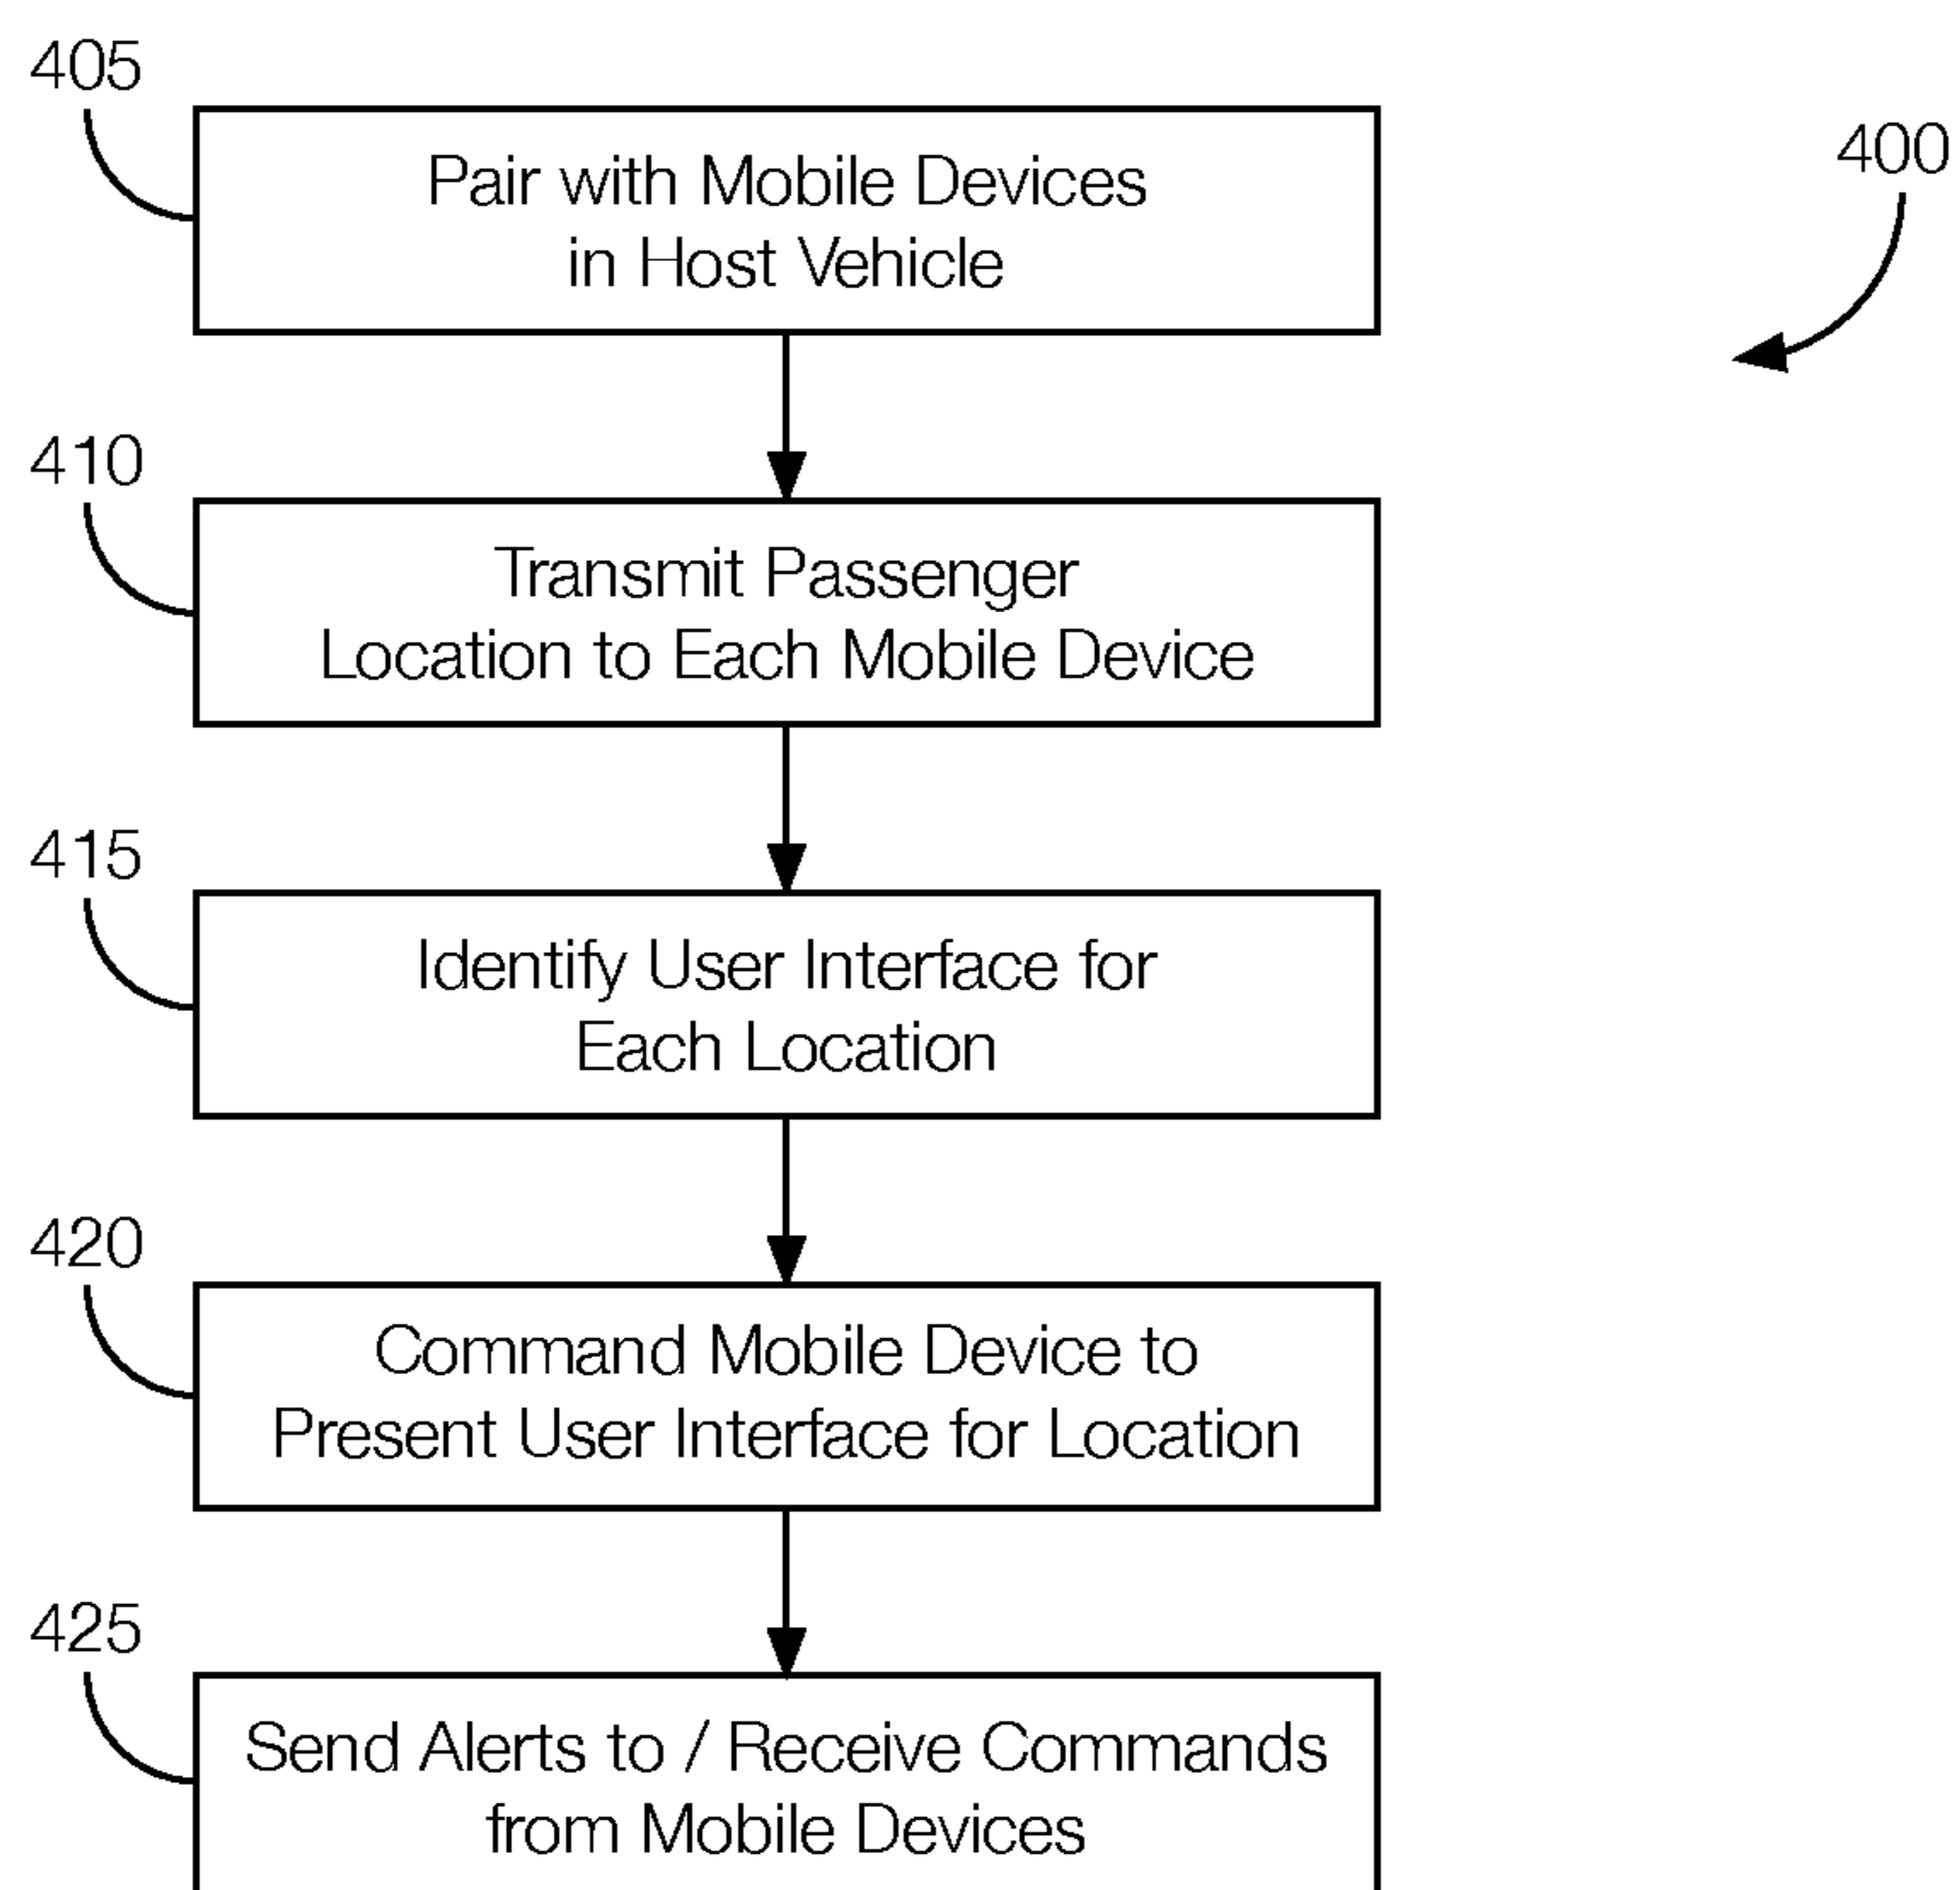 405
Pair with Mobile Devices
in Host Vehicle
400
410
Transmit Passenger
Location to Each Mobile Device
415
Identify User Interface for
Each Location
420
Command Mobile Device to
Present User Interface for Location
425
Send Alerts to / Receive Commands
from Mobile Devices